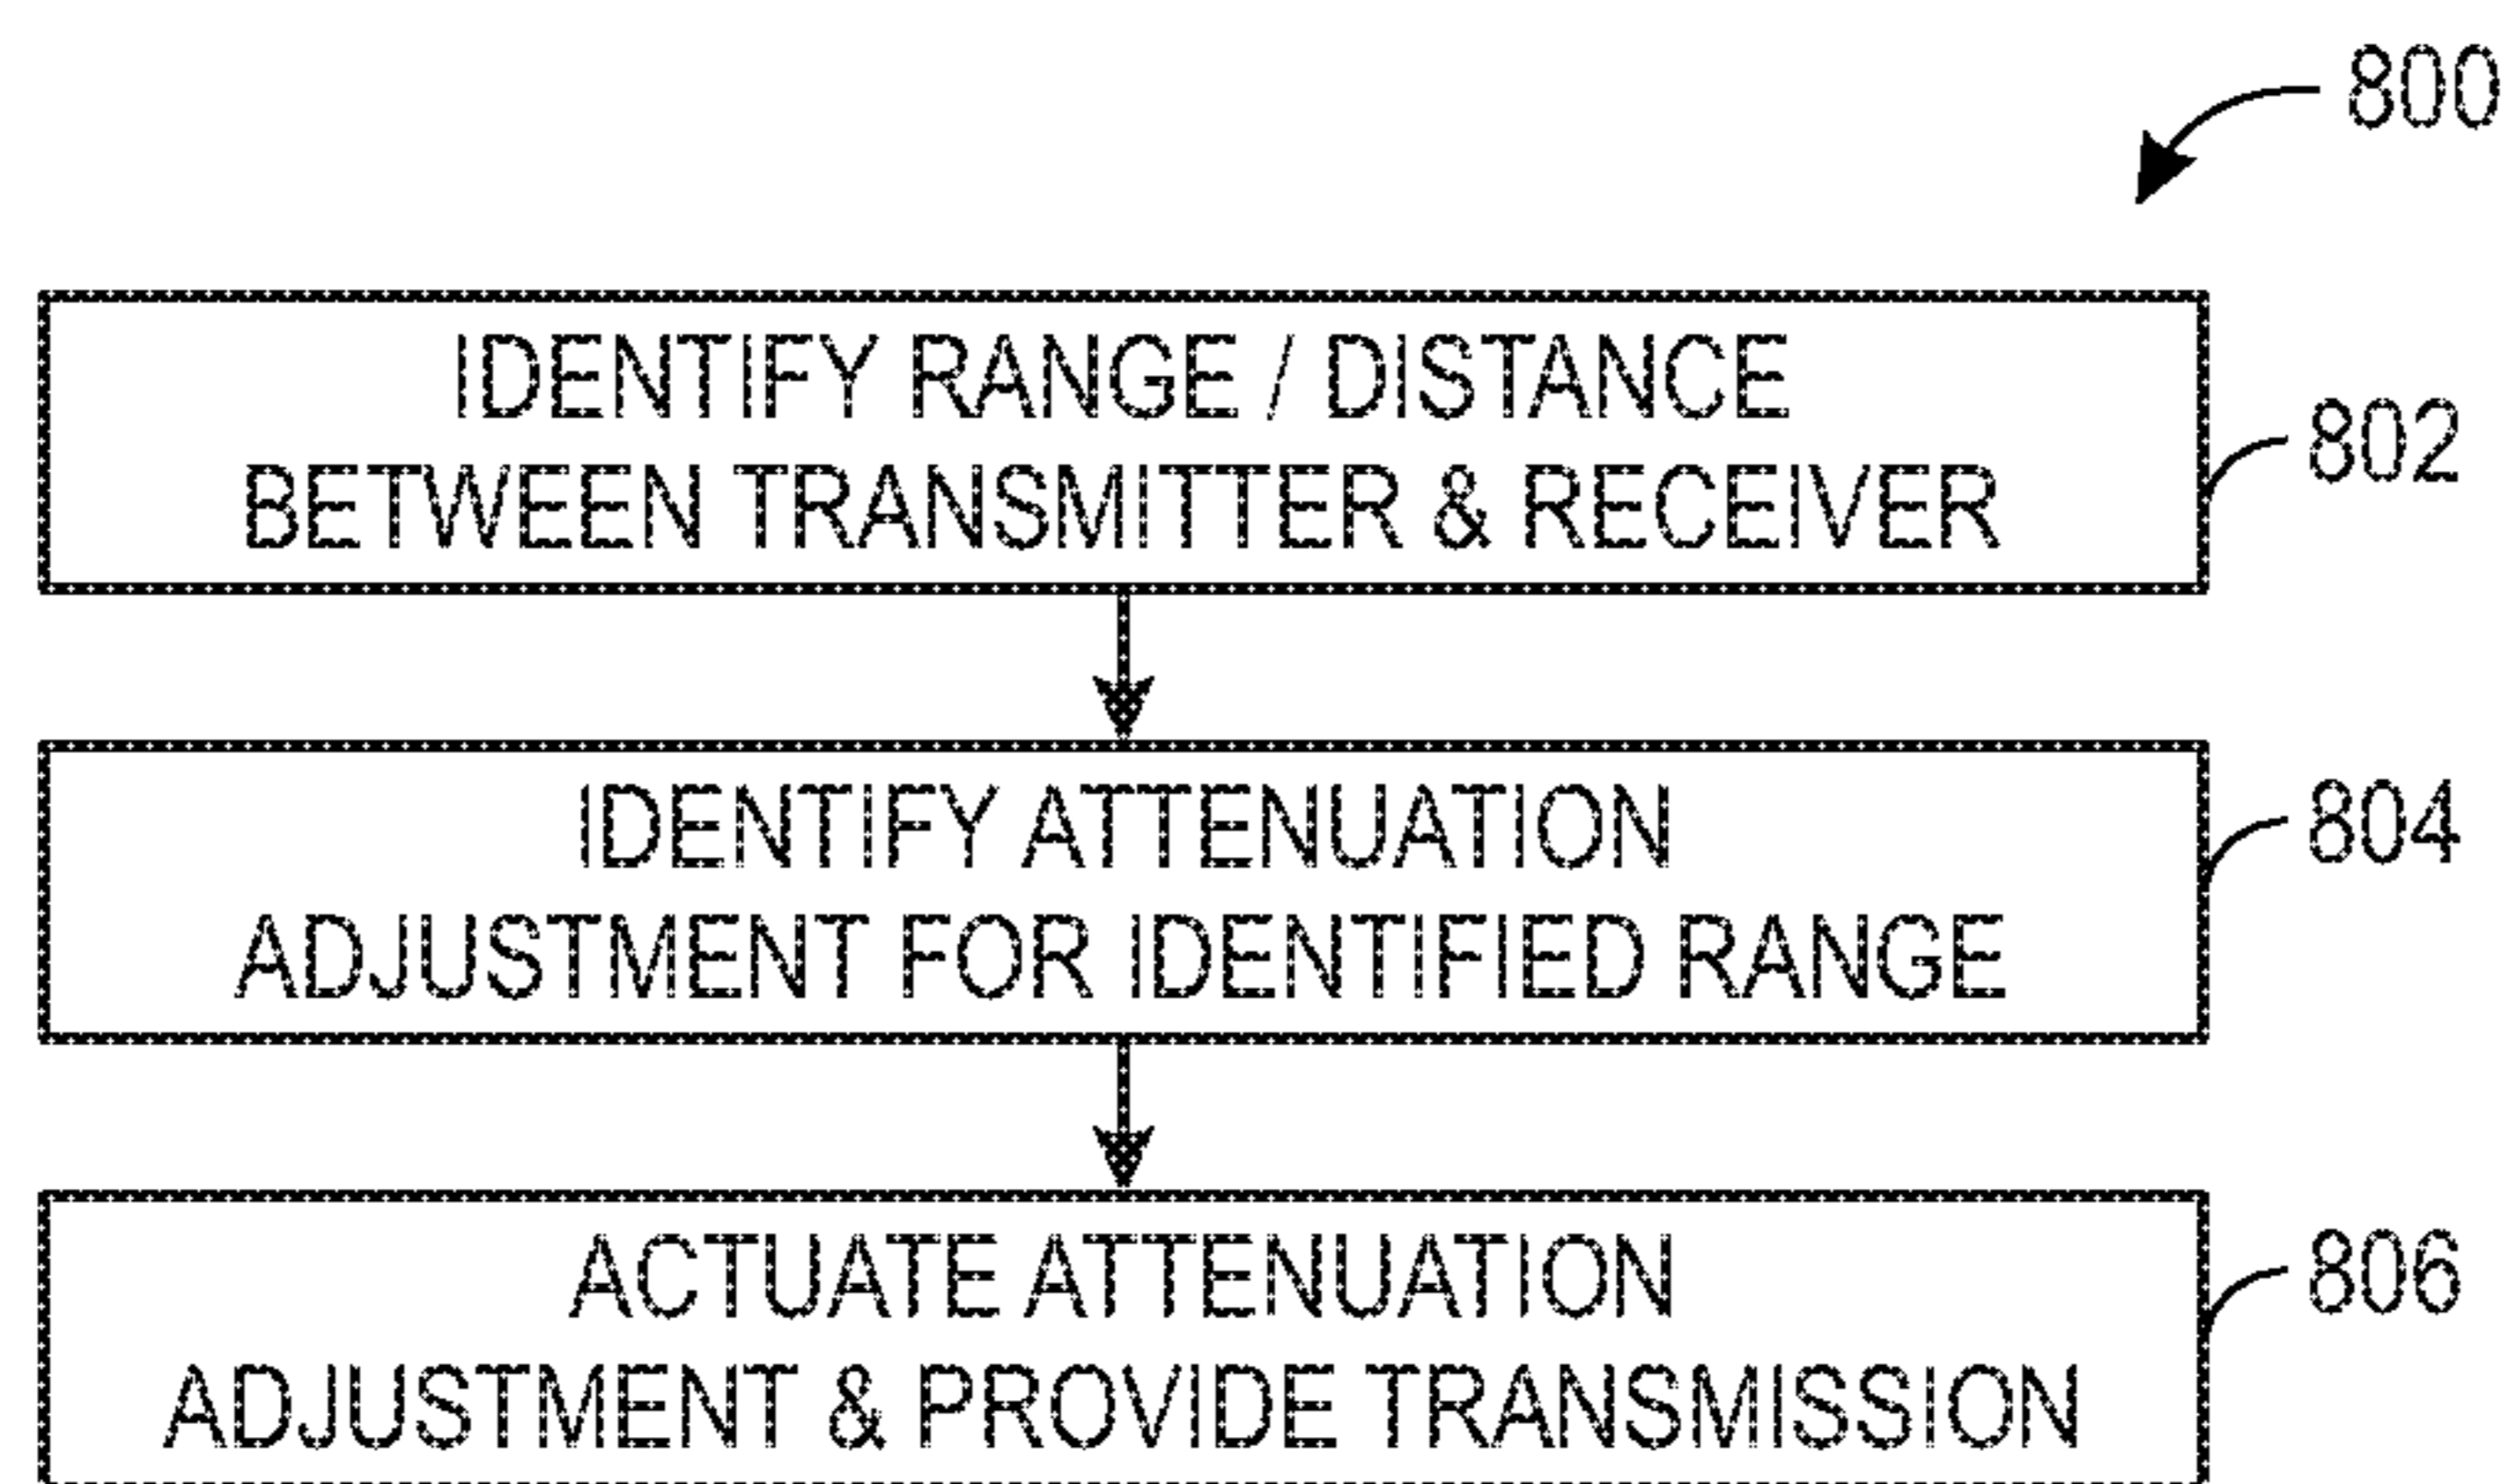 800
IDENTIFY RANGE / DISTANCE
BETWEEN TRANSMITTER & RECEIVER
802
IDENTIFY ATTENUATION
ADJUSTMENT FOR IDENTIFIED RANGE
804
ACTUATE ATTENUATION
ADJUSTMENT & PROVIDE TRANSMISSION
806